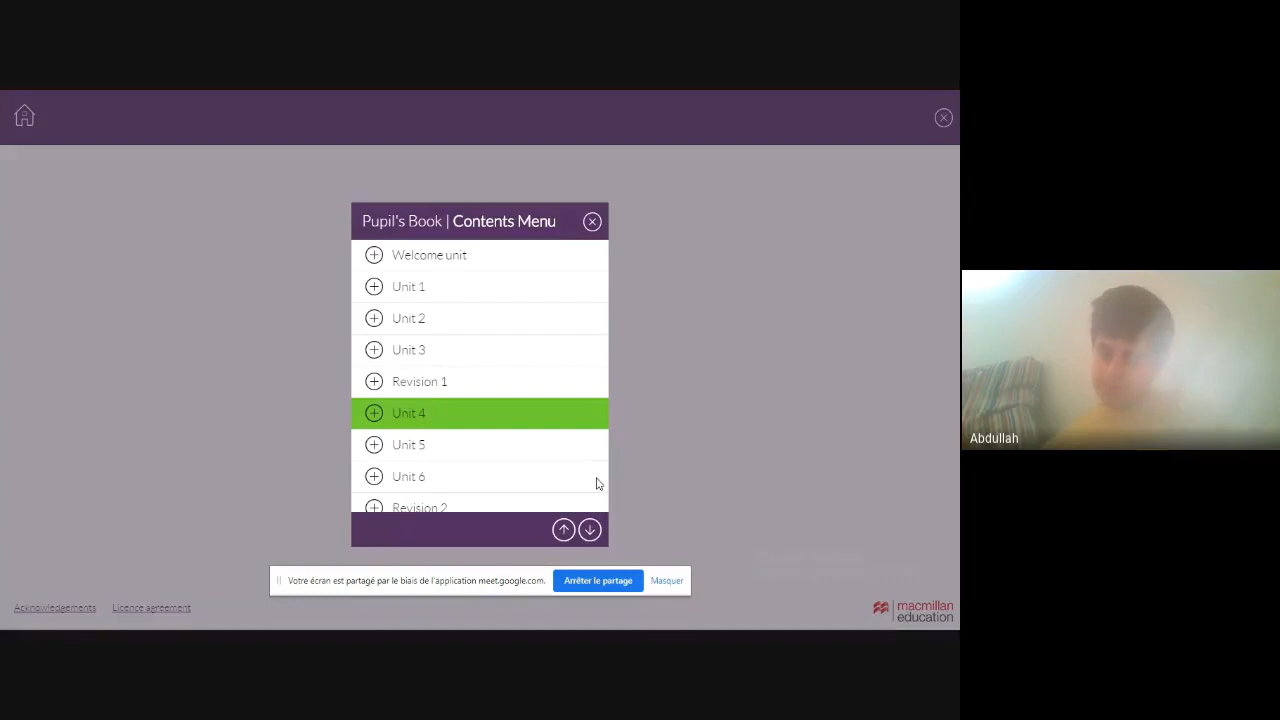 Pupil's Book | Contents Menu
Welcome unit
Unit 1
Unit 2
Unit 3
Revision 1
Unit 4
Unit 5
Unit 6
Revision 2
Votre écran est partagé par le biais de l'application meet.google.com.
Arrêter le partage
Masquer
Acknowledgements
Licence agreement
macmillan
education
Abdullah